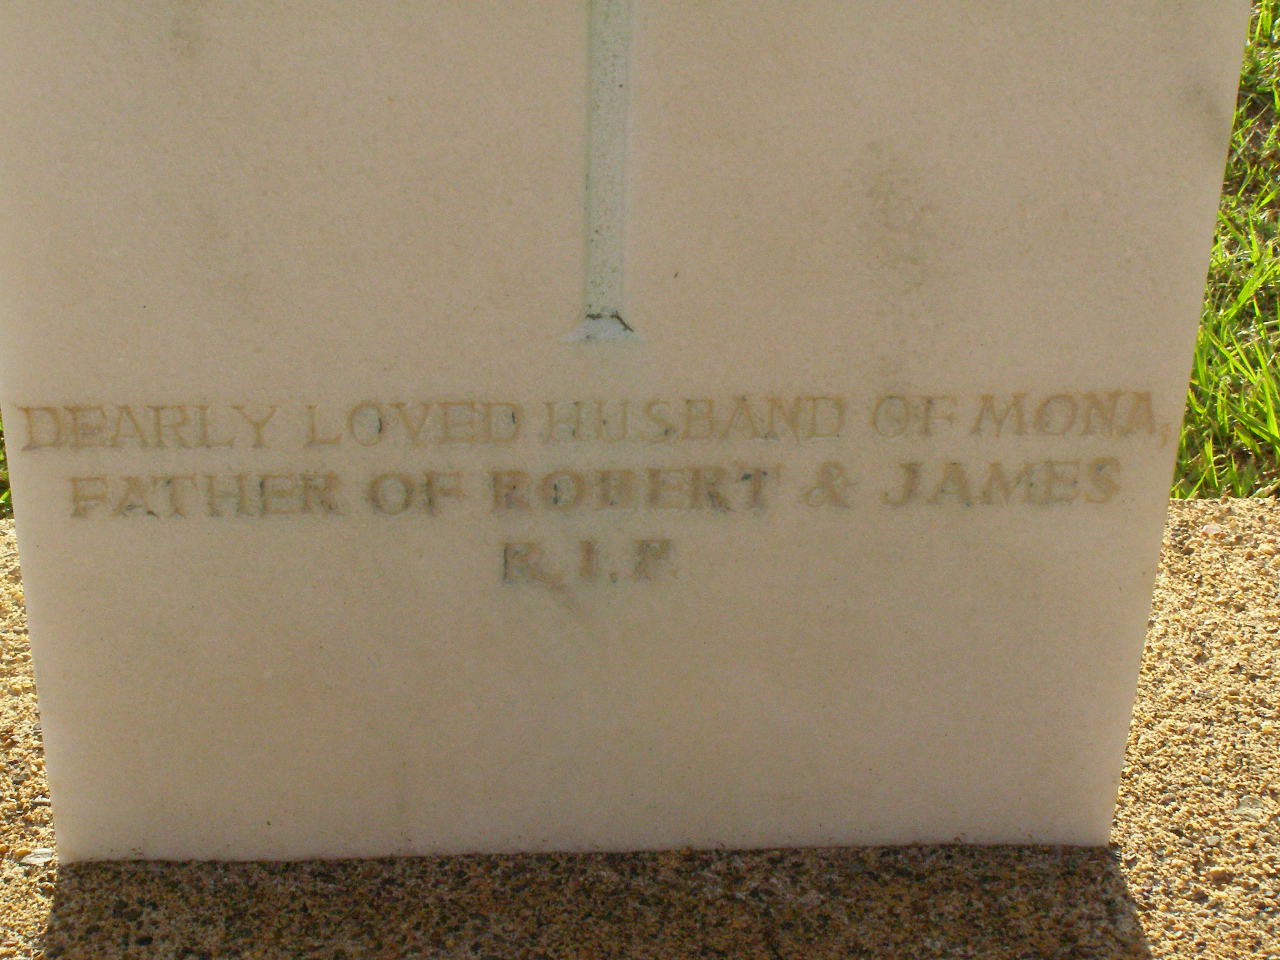 DEARLY LOVED HUSBAND OF MONA,
FATHER OF ROBERT & JAMES
R.I.P.